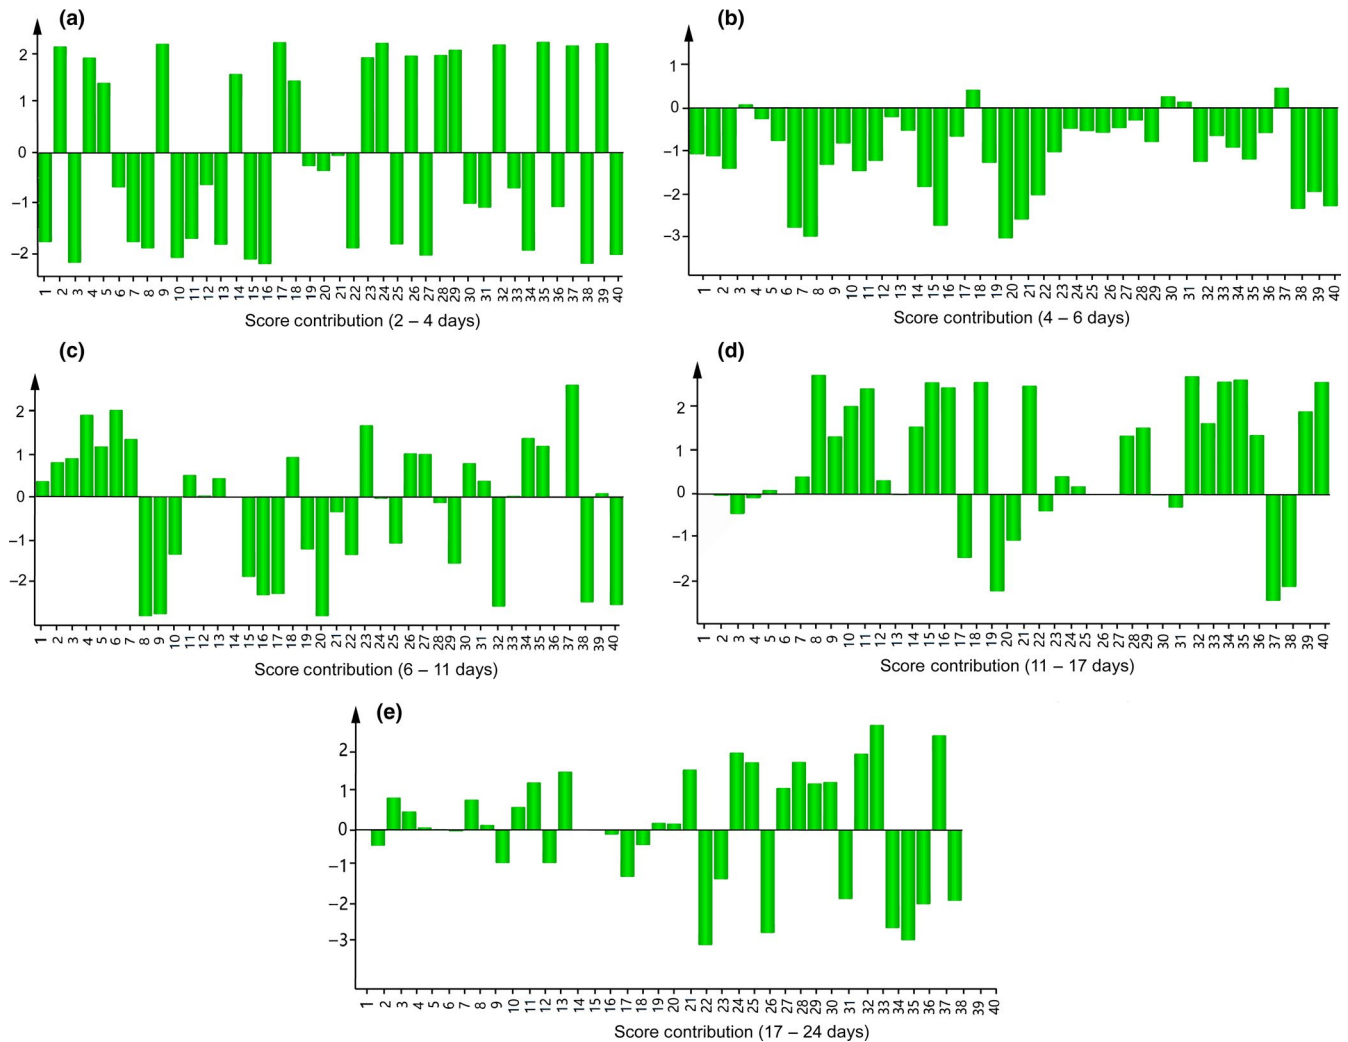 (a)
2
1
0
–1
–2
1 2 3 4 5 6 7 8 9 10 11 12 13 14 15 16 17 18 19 20 21 22 23 24 25 26 27 28 29 30 31 32 33 34 35 36 37 38 39 40
Score contribution (2 – 4 days)
(b)
1
0
–1
–2
–3
1 2 3 4 5 6 7 8 9 10 11 12 13 14 15 16 17 18 19 20 21 22 23 24 25 26 27 28 29 30 31 32 33 34 35 36 37 38 39 40
Score contribution (4 – 6 days)
(c)
2
1
0
–1
–2
1 2 3 4 5 6 7 8 9 10 11 12 13 14 15 16 17 18 19 20 21 22 23 24 25 26 27 28 29 30 31 32 33 34 35 36 37 38 39 40
Score contribution (6 – 11 days)
(d)
2
1
0
–1
–2
1 2 3 4 5 6 7 8 9 10 11 12 13 14 15 16 17 18 19 20 21 22 23 24 25 26 27 28 29 30 31 32 33 34 35 36 37 38 39 40
Score contribution (11 – 17 days)
(e)
2
1
0
–1
–2
–3
1 2 3 4 5 6 7 8 9 10 11 12 13 14 15 16 17 18 19 20 21 22 23 24 25 26 27 28 29 30 31 32 33 34 35 36 37 38 39 40
Score contribution (17 – 24 days)